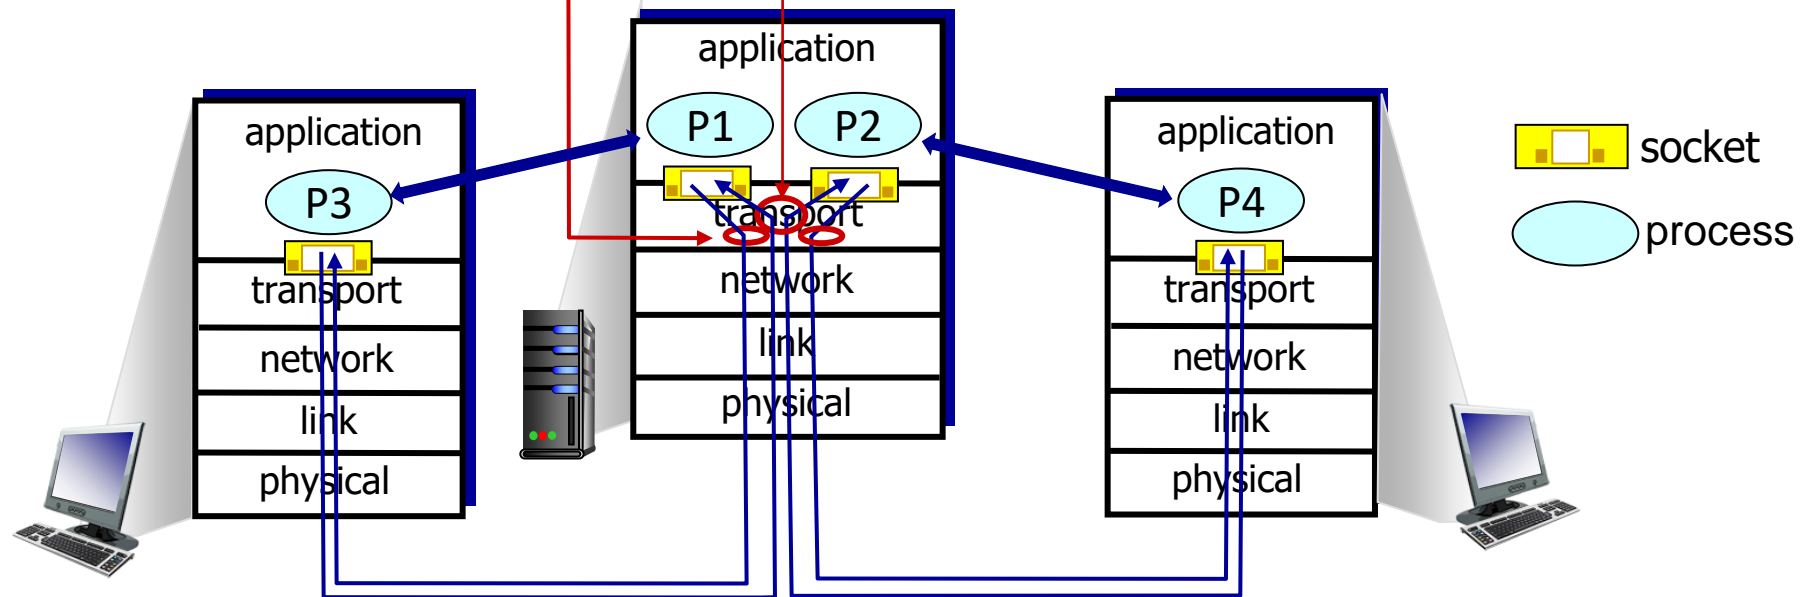 application
P1
P2
transport
network
link
physical
application
P3
transport
network
link
physical
application
P4
transport
network
link
physical
socket
process